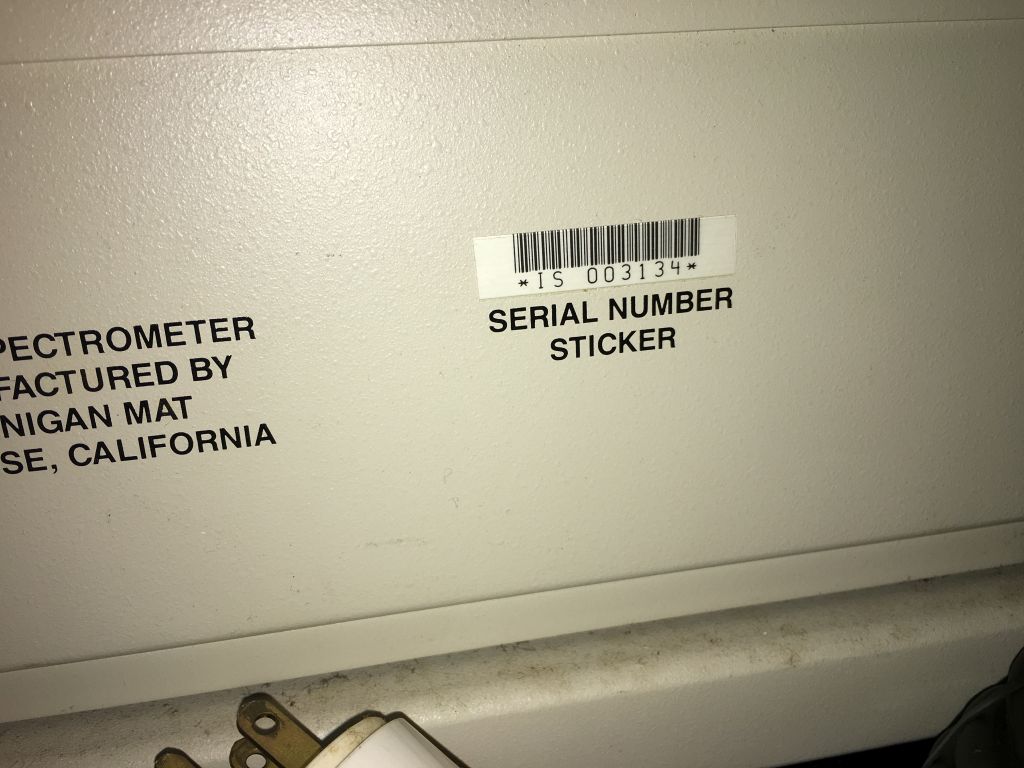 PECTROMETER
FACTURED BY
NIGAN MAT
SE, CALIFORNIA
*IS 003134*
SERIAL NUMBER
STICKER